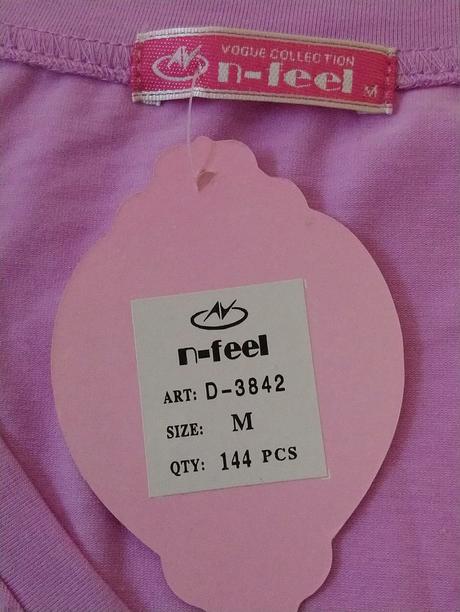 VOGUE COLLECTION
n-feel
M
n-feel
ART: D-3842
SIZE: M
QTY: 144 PCS